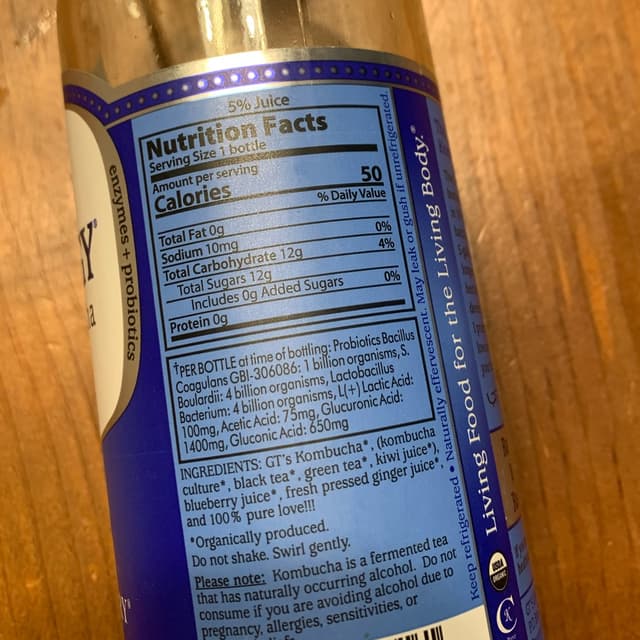 5% Juice
Nutrition Facts
Serving Size 1 bottle
Amount per serving
Calories 50
% Daily Value
Total Fat 0g 0%
Sodium 10mg
Total Carbohydrate 12g 4%
Total Sugars 12g
Includes 0g Added Sugars 0%
Protein 0g
†PER BOTTLE at time of bottling: Probiotics Bacillus
Coagulans GBI-306086: 1 billion organisms, S.
Boulardii: 4 billion organisms, Lactobacillus
Bacterium: 4 billion organisms, L(+) Lactic Acid:
100mg, Acetic Acid: 75mg, Glucuronic Acid:
1400mg, Gluconic Acid: 650mg
INGREDIENTS: GT's Kombucha*, (kombucha
culture*, black tea*, green tea*, kiwi juice*),
blueberry juice*, fresh pressed ginger juice*,
and 100% pure love!!!
*Organically produced.
Do not shake. Swirl gently.
Please note: Kombucha is a fermented tea
that has naturally occurring alcohol. Do not
consume if you are avoiding alcohol due to
pregnancy, allergies, sensitivities, or
enzymes + probiotics
Keep refrigerated • Naturally effervescent. May leak or gush if unrefrigerated.
Living Food for the Living Body.®
USDA
ORGANIC